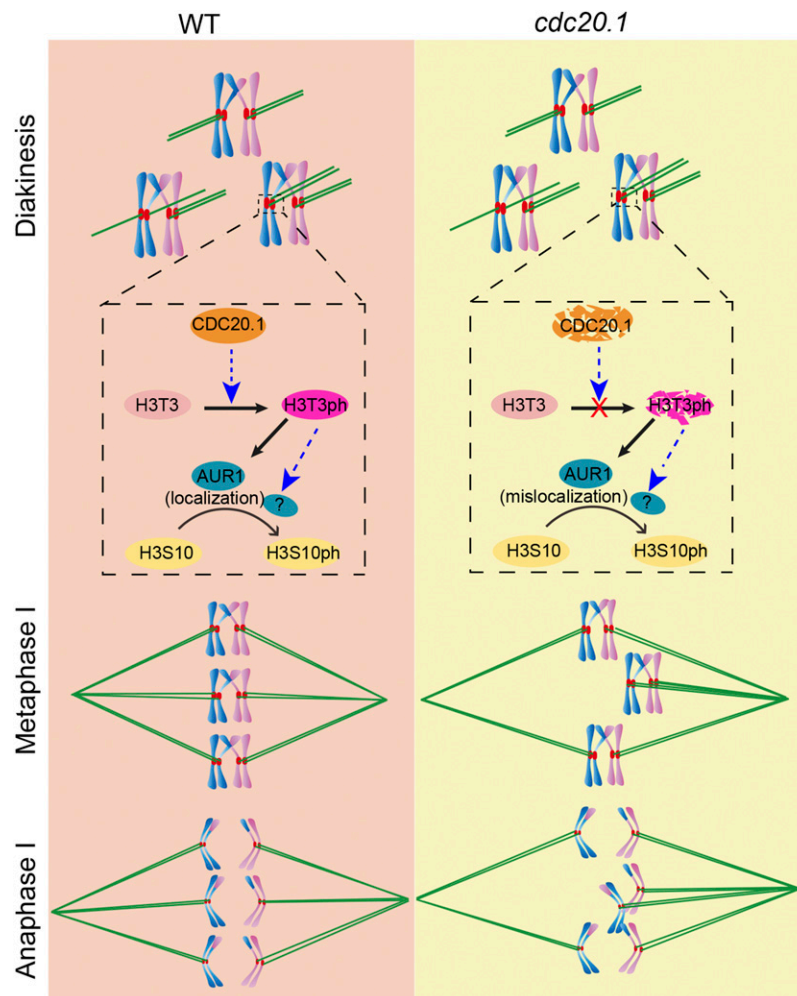 WT
cdc20.1
Diakinesis
CDC20.1
H3T3
H3T3ph
AUR1
(localization)
?
H3S10
H3S10ph
CDC20.1
H3T3
X
H3T3ph
AUR1
(mislocalization)
?
H3S10
H3S10ph
Metaphase I
Anaphase I